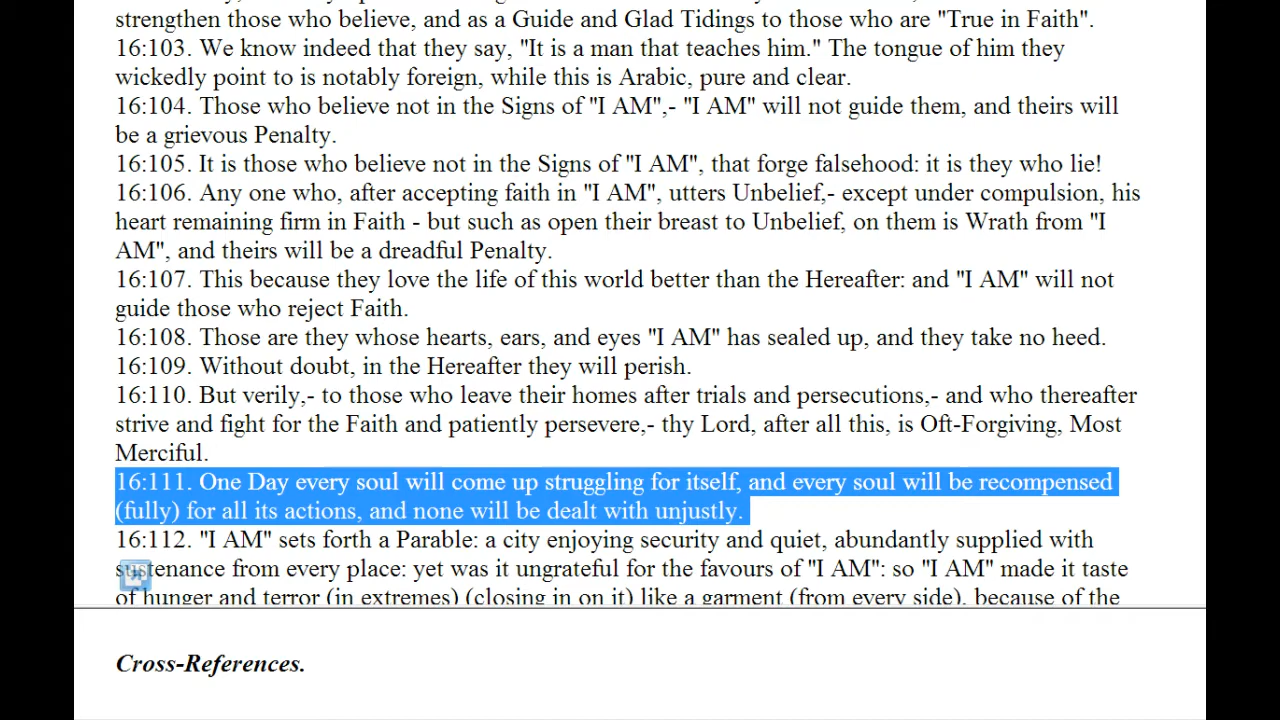 strengthen those who believe, and as a Guide and Glad Tidings to those who are "True in Faith".
16:103. We know indeed that they say, "It is a man that teaches him." The tongue of him they
wickedly point to is notably foreign, while this is Arabic, pure and clear.
16:104. Those who believe not in the Signs of "I AM",- "I AM" will not guide them, and theirs will
be a grievous Penalty.
16:105. It is those who believe not in the Signs of "I AM", that forge falsehood: it is they who lie!
16:106. Any one who, after accepting faith in "I AM", utters Unbelief,- except under compulsion, his
heart remaining firm in Faith - but such as open their breast to Unbelief, on them is Wrath from "I
AM", and theirs will be a dreadful Penalty.
16:107. This because they love the life of this world better than the Hereafter: and "I AM" will not
guide those who reject Faith.
16:108. Those are they whose hearts, ears, and eyes "I AM" has sealed up, and they take no heed.
16:109. Without doubt, in the Hereafter they will perish.
16:110. But verily,- to those who leave their homes after trials and persecutions,- and who thereafter
strive and fight for the Faith and patiently persevere,- thy Lord, after all this, is Oft-Forgiving, Most
Merciful.
16:111. One Day every soul will come up struggling for itself, and every soul will be recompensed
(fully) for all its actions, and none will be dealt with unjustly.
16:112. "I AM" sets forth a Parable: a city enjoying security and quiet, abundantly supplied with
sustenance from every place: yet was it ungrateful for the favours of "I AM": so "I AM" made it taste
of hunger and terror (in extremes) (closing in on it) like a garment (from every side), because of the
Cross-References.